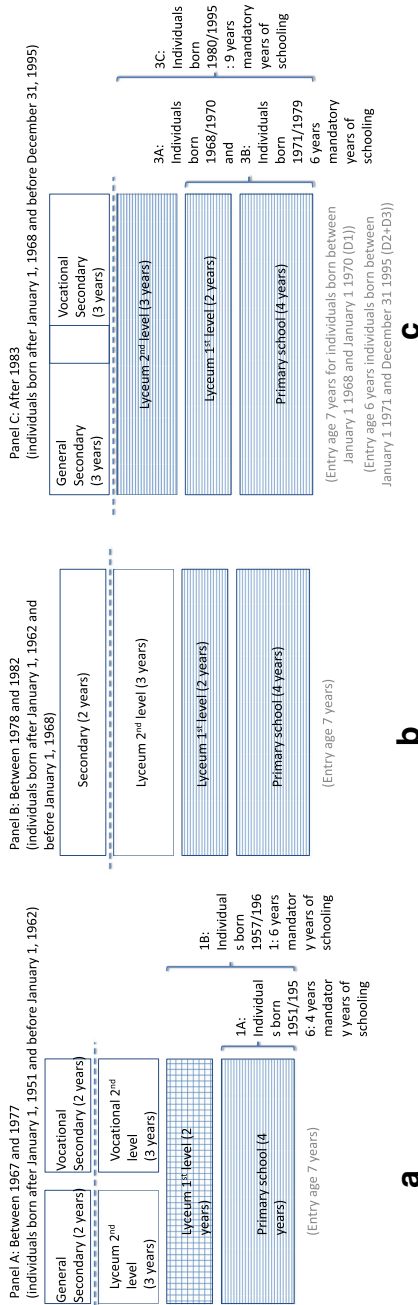 Panel A: Between 1967 and 1977
(individuals born after January 1, 1951 and before January 1, 1962)
General
Secondary (2 years)
Vocational
Secondary (2 years)
Lyceum 2nd
level
(3 years)
Vocational 2nd
level
(3 years)
Lyceum 1st level (2
years)
Primary school (4
years)
(Entry age 7 years)
1A:
Individual
s born
1951/195
6: 4 years
mandator
y years of
schooling
1B:
Individual
s born
1957/196
1: 6 years
mandator
y years of
schooling
a
Panel B: Between 1978 and 1982
(individuals born after January 1, 1962 and
before January 1, 1968)
Secondary (2 years)
Lyceum 2nd level (3 years)
Lyceum 1st level (2 years)
Primary school (4 years)
(Entry age 7 years)
b
Panel C: After 1983
(individuals born after January 1, 1968 and before December 31, 1995)
General
Secondary
(3 years)
Vocational
Secondary
(3 years)
Lyceum 2nd level (3 years)
Lyceum 1st level (2 years)
Primary school (4 years)
(Entry age 7 years for individuals born between
January 1 1968 and January 1 1970 (D1))
(Entry age 6 years individuals born between
January 1 1971 and December 31 1995 (D2+D3)
3A:
Individuals
born
1968/1970
and
3B:
Individuals
born
1971/1979
6 years
mandatory
years of
schooling
3C:
Individuals
born
1980/1995
: 9 years
mandatory
years of
schooling
c